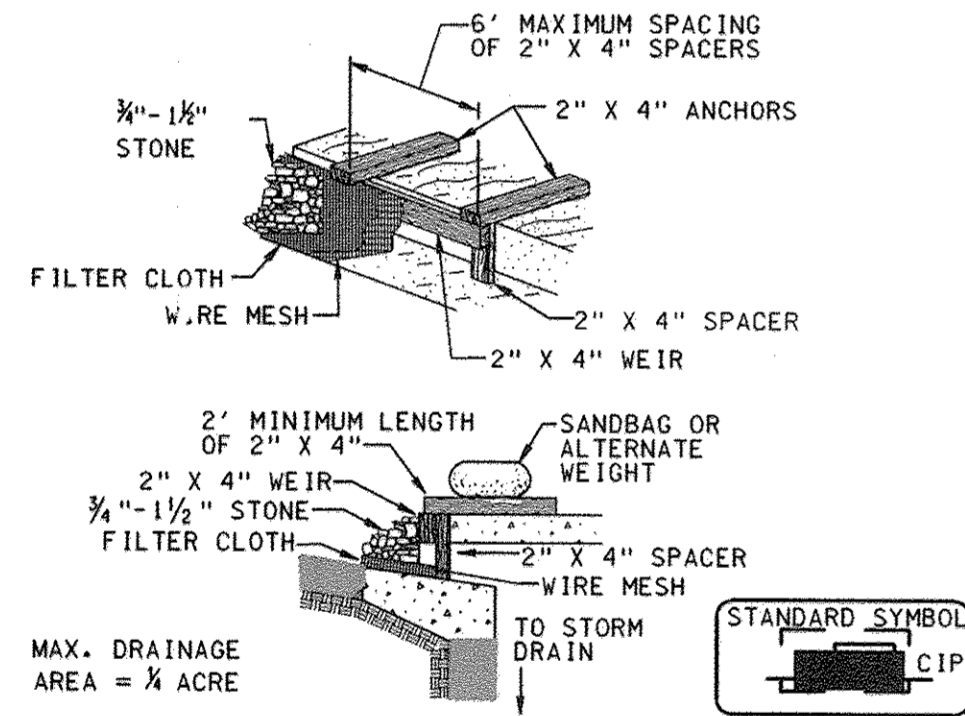 6' MAXIMUM SPACING
OF 2" X 4" SPACERS
¾"-1½"
STONE
2" X 4" ANCHORS
FILTER CLOTH
W.RE MESH
2" X 4" SPACER
2" X 4" WEIR
2' MINIMUM LENGTH
OF 2" X 4"
SANDBAG OR
ALTERNATE
WEIGHT
2" X 4" WEIR
¾"-1½" STONE
FILTER CLOTH
2" X 4" SPACER
WIRE MESH
TO STORM
DRAIN
MAX. DRAINAGE
AREA = ¼ ACRE
STANDARD SYMBOL
CIP